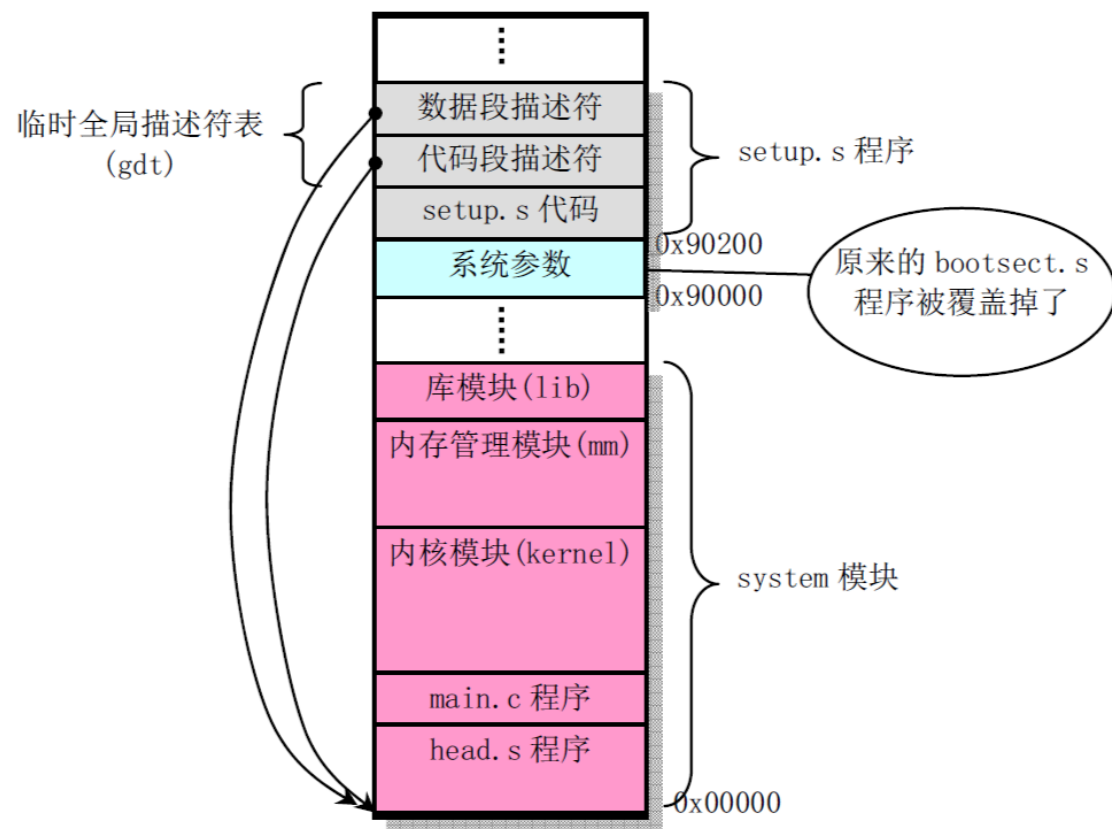 数据段描述符
临时全局描述符表
(gdt)
代码段描述符
setup.s 程序
setup.s 代码
0x90200
系统参数
原来的 bootsect.s
程序被覆盖掉了
0x90000
库模块(lib)
内存管理模块(mm)
内核模块(kernel)
system 模块
main.c 程序
head.s 程序
0x00000